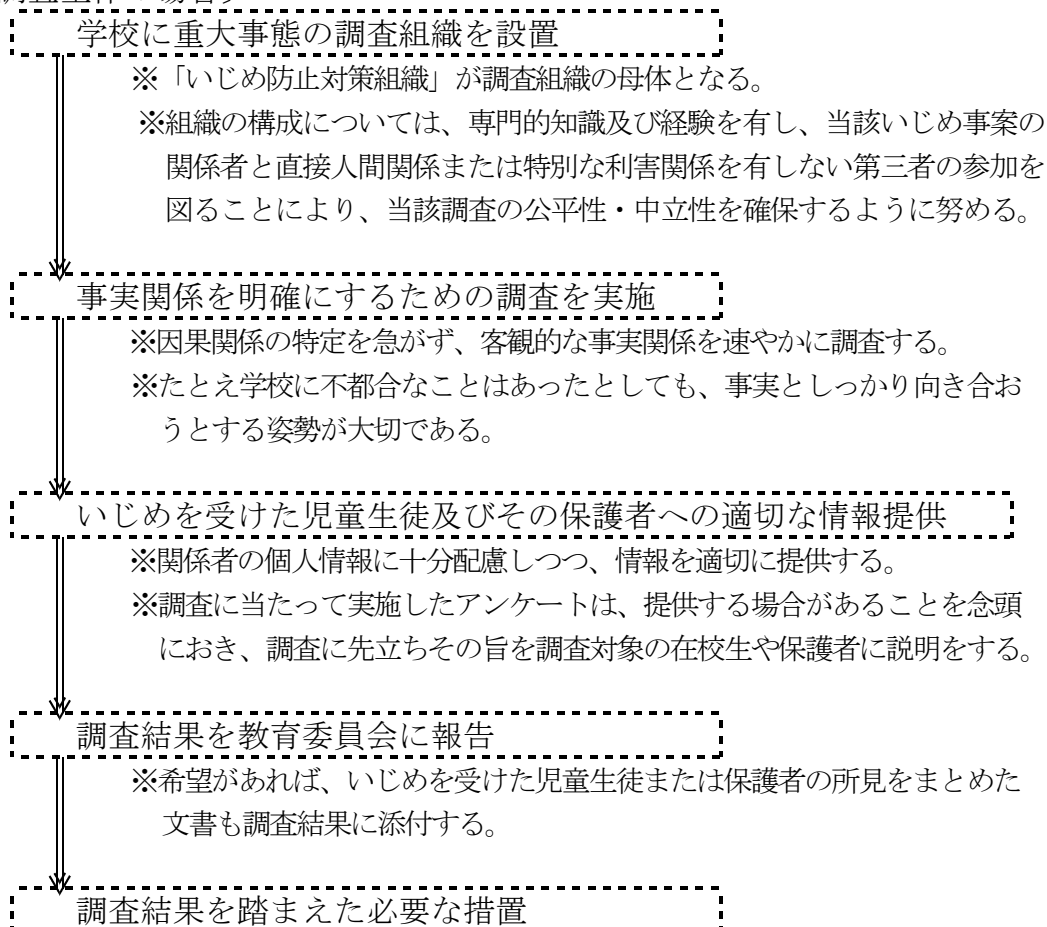 学校に重大事態の調査組織を設置
※「いじめ防止対策組織」が調査組織の母体となる。
※組織の構成については、専門的知識及び経験を有し、当該いじめ事案の
関係者と直接人間関係または特別な利害関係を有しない第三者の参加を
図ることにより、当該調査の公平性・中立性を確保するように努める。
事実関係を明確にするための調査を実施
※因果関係の特定を急がず、客観的な事実関係を速やかに調査する。
※たとえ学校に不都合なことはあったとしても、事実としっかり向き合お
うとする姿勢が大切である。
いじめを受けた児童生徒及びその保護者への適切な情報提供
※関係者の個人情報に十分配慮しつつ、情報を適切に提供する。
※調査に当たって実施したアンケートは、提供する場合があることを念頭
におき、調査に先立ちその旨を調査対象の在校生や保護者に説明をする。
調査結果を教育委員会に報告
※希望があれば、いじめを受けた児童生徒または保護者の所見をまとめた
文書も調査結果に添付する。
調査結果を踏まえた必要な措置